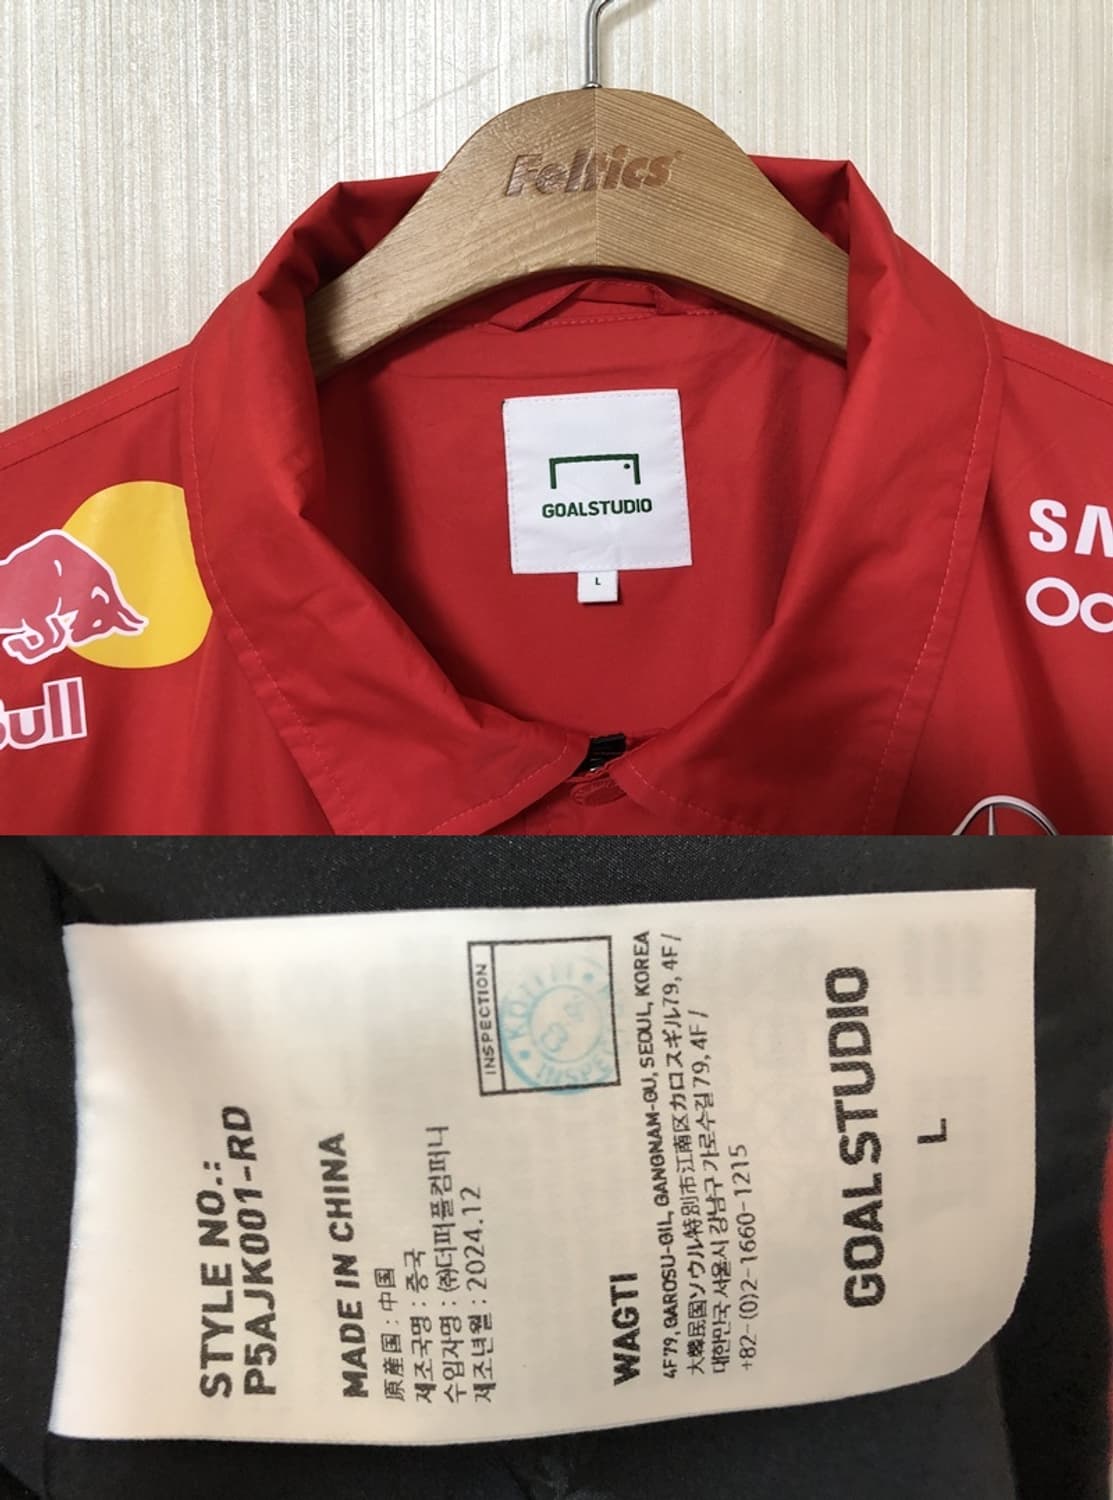 Feltics
GOALSTUDIO
L
Bull
SA
Oo
STYLE NO.:
P5AJK001-RD
MADE IN CHINA
原産国 : 中国
제조국명 : 중국
수입자명 : ㈜더퍼플컴퍼니
제조년월 : 2024.12
INSPECTION
WAGTI
4F79, GAROSU-GIL, GANGNAM-GU, SEOUL, KOREA
大韓民国ソウル特別市江南区カロスギル79, 4F /
대한민국 서울시 강남구 가로수길79, 4F /
+82-(0)2-1660-1215
GOALSTUDIO
L